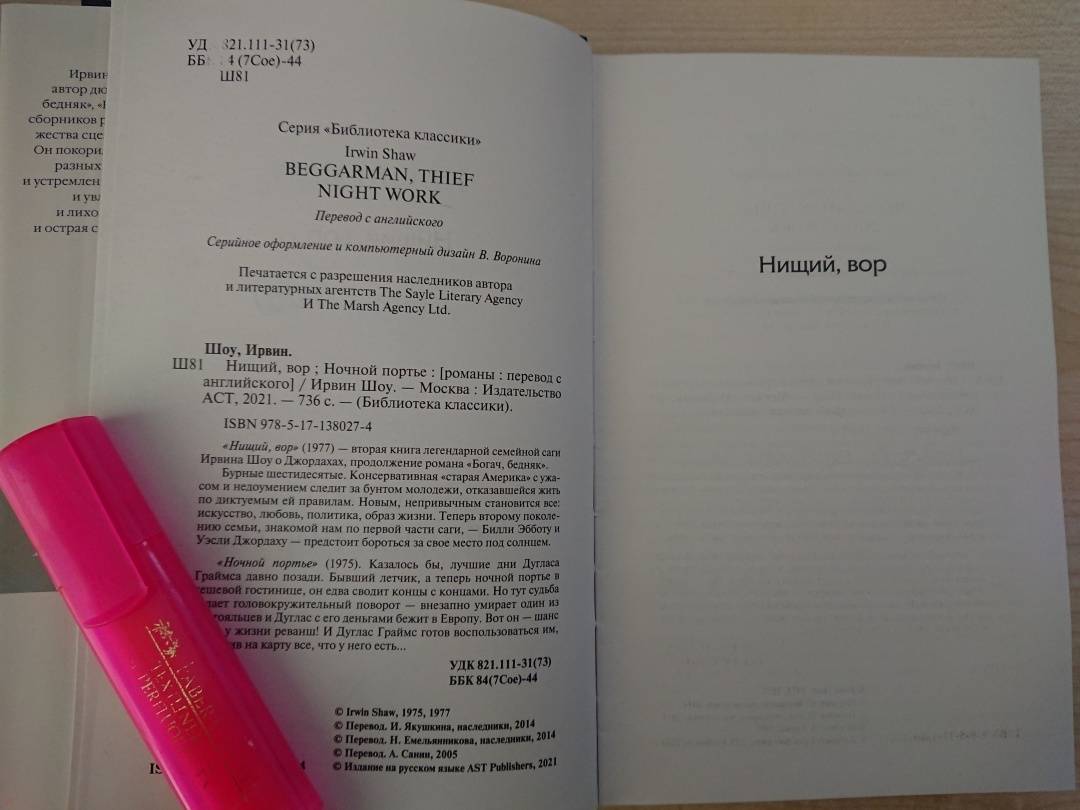 Ирвин
автор
бедняк»,
сборников
жества
Он
разных
и
и
и
и острая
821.111-31(73)
4 (7Сое)-44
Ш81
Серия «Библиотека классики»
Irwin Shaw
BEGGARMAN, THIEF
NIGHT WORK
Перевод с английского
Серийное оформление и компьютерный дизайн В. Воронина
Печатается с разрешения наследников автора
и литературных агентств The Sayle Literary Agency
И The Marsh Agency Ltd.
Шоу, Ирвин.
Ш81 Нищий, вор ; Ночной портье : [романы : перевод с
английского] / Ирвин Шоу. — Москва : Издательство
АСТ, 2021. — 736 с. — (Библиотека классики).
ISBN 978-5-17-138027-4
«Нищий, вор» (1977) — вторая книга легендарной семейной саги
Ирвина Шоу о Джордахах, продолжение романа «Богач, бедняк».
Бурные шестидесятые. Консервативная «старая Америка» с ужа-
сом и недоумением следит за бунтом молодежи, отказавшейся жить
по диктуемым ей правилам. Новым, непривычным становится все:
искусство, любовь, политика, образ жизни. Теперь второму поколе-
нию семьи, знакомой нам по первой части саги, — Билли Эбботу и
Уэсли Джордаху — предстоит бороться за свое место под солнцем.
«Ночной портье» (1975). Казалось бы, лучшие дни Дугласа
Граймса давно позади. Бывший летчик, а теперь ночной портье в
дешевой гостинице, он едва сводит концы с концами. Но тут судьба
головокружительный поворот — внезапно умирает один из
и Дуглас с его деньгами бежит в Европу. Вот он — шанс
у жизни реванш! И Дуглас Граймс готов воспользоваться им,
на карту все, что у него есть...
УДК 821.111-31(73)
ББК 84(7Сое)-44
© Irwin Shaw, 1975, 1977
© Перевод. И. Якушкина, наследники, 2014
© Перевод. Н. Емельянникова, наследники, 2014
© Перевод. А. Санин, 2005
© Издание на русском языке AST Publishers, 2021
Нищий, вор